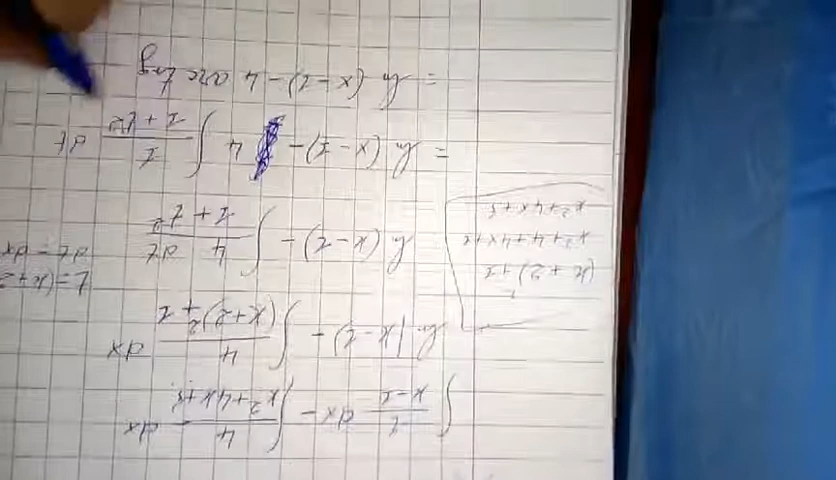 ∫ 1/(x-1) dx - ∫ 4/(x²+4x+5) dx
ln |x-1) - ∫ 4/((x+2)²+1) dx
t=(x+2
dt=dx
ln (x-1) - ∫ 4 dt/(1+t²)
(x+2)²+1
x²+4+4x+1
x²+4x+5
= ln (x-1) - 4 ∫ 1/(1+t²) dt
= ln (x-1) - 4 arc tng